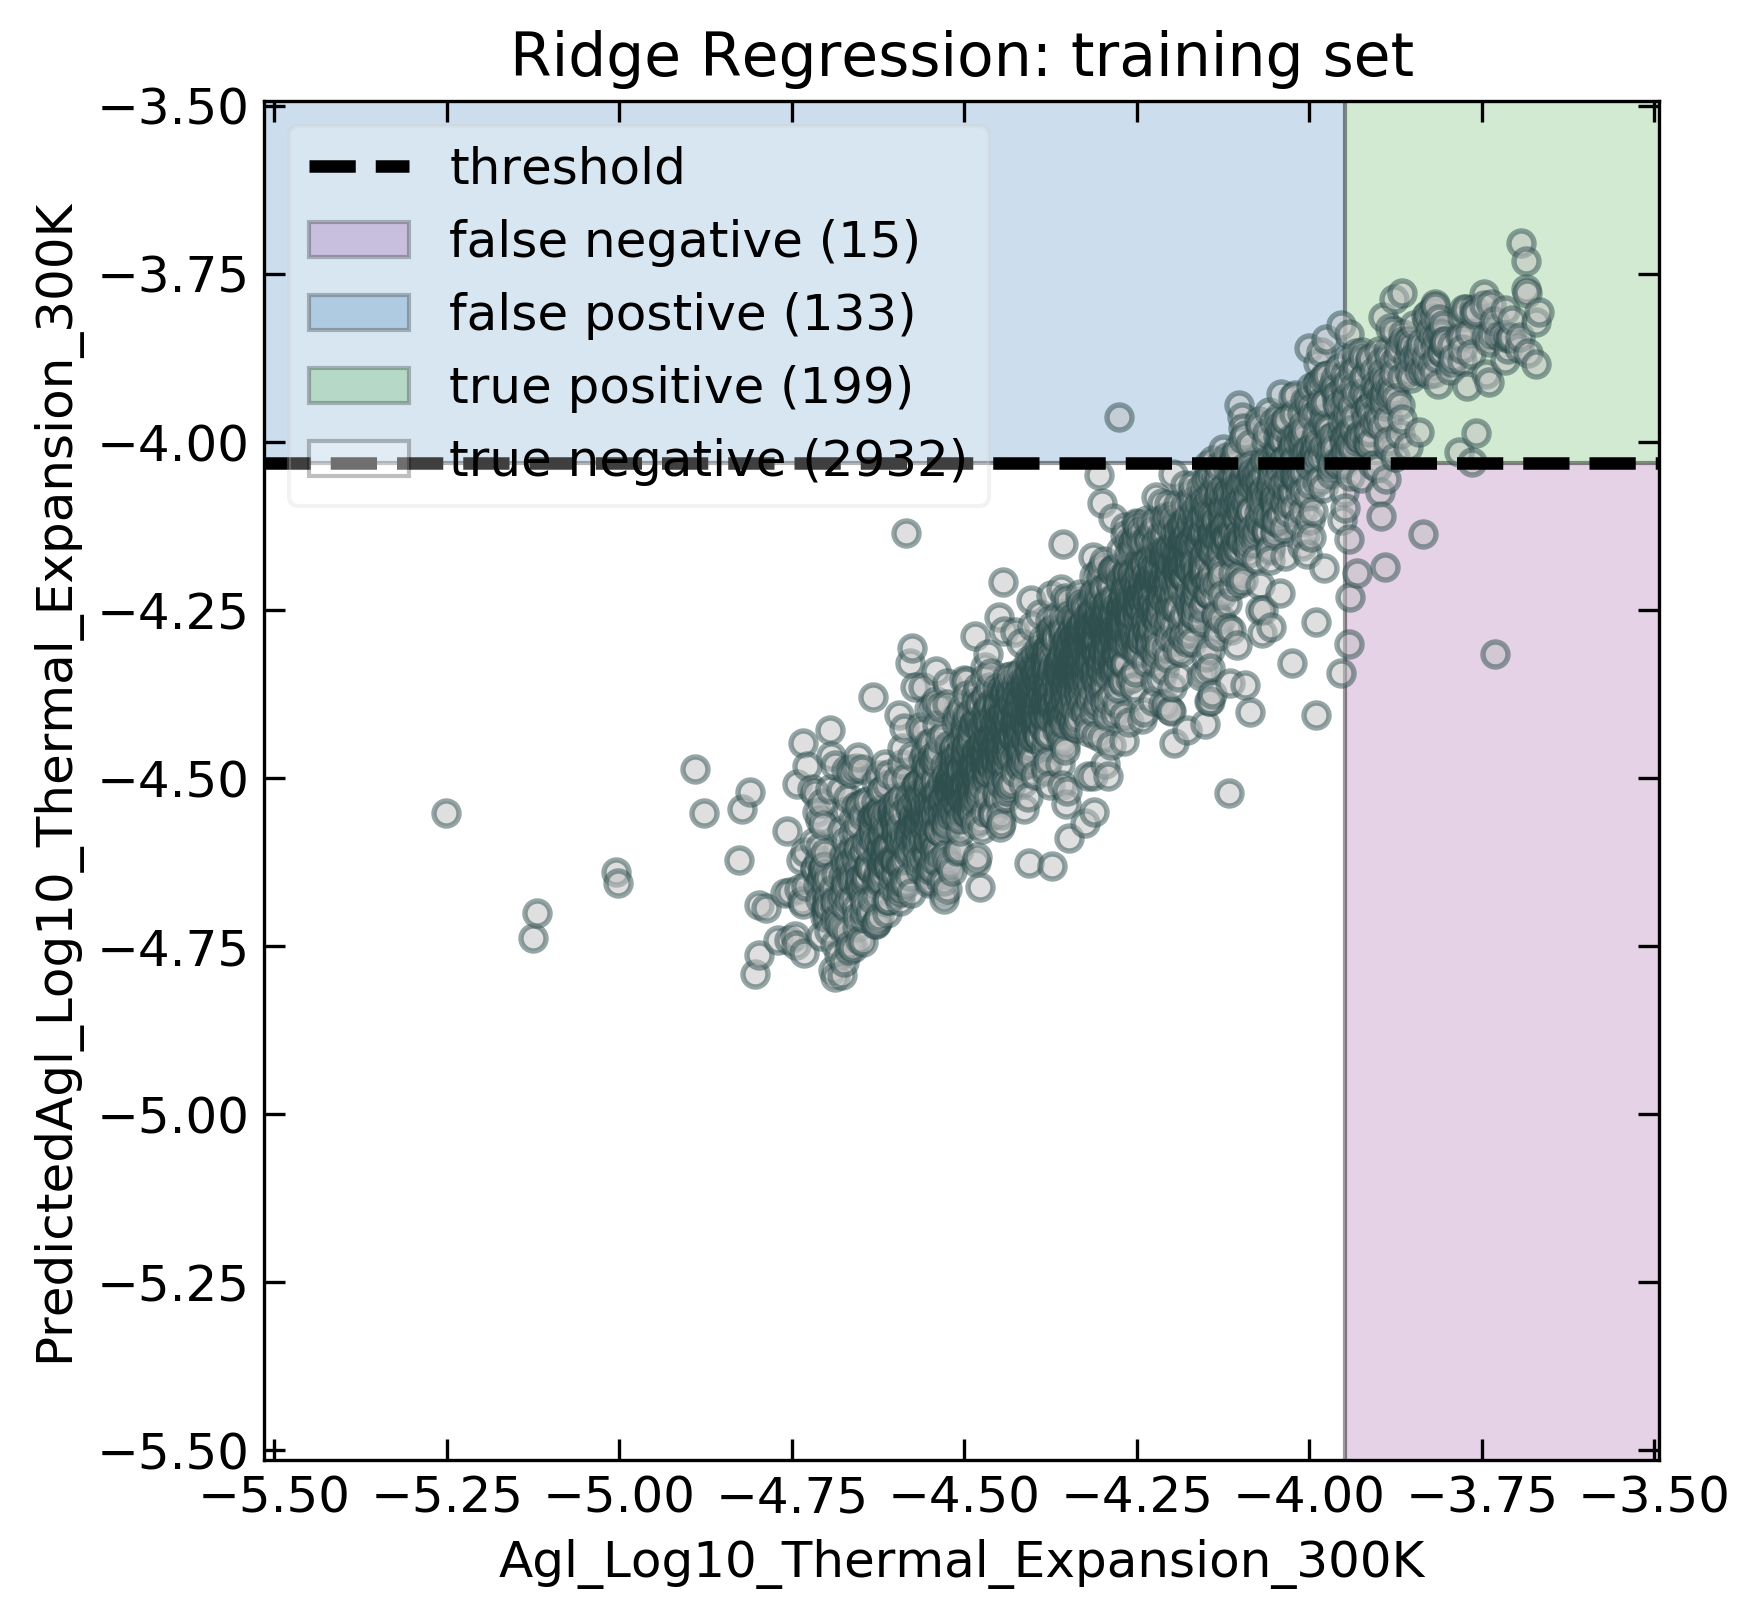 Ridge Regression: training set
threshold
false negative (15)
false postive (133)
true positive (199)
true negative (2932)
PredictedAgl_Log10_Thermal_Expansion_300K
−3.50
−3.75
−4.00
−4.25
−4.50
−4.75
−5.00
−5.25
−5.50
−5.50 −5.25 −5.00 −4.75 −4.50 −4.25 −4.00 −3.75 −3.50
Agl_Log10_Thermal_Expansion_300K